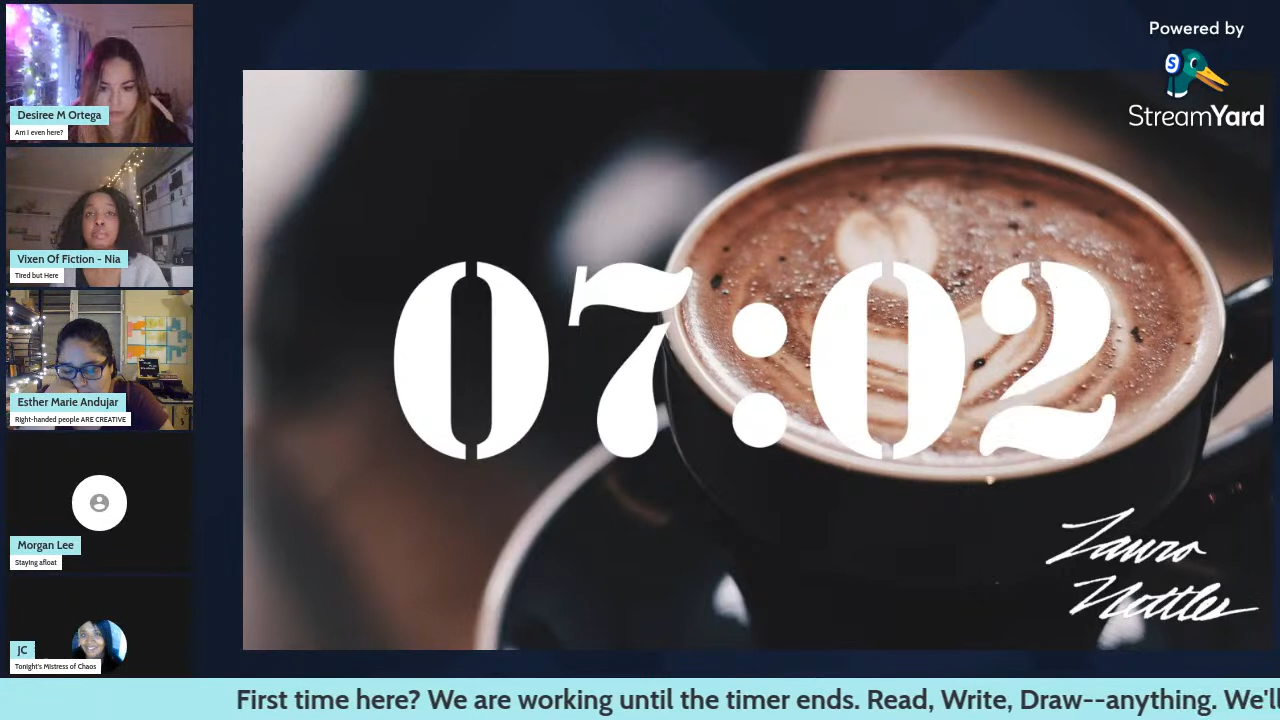 Desiree M Ortega
Am I even here?
Vixen Of Fiction - Nia
Tired but Here
Esther Marie Andujar
Right-handed people ARE CREATIVE
Morgan Lee
Staying afloat
JC
Tonight's Mistress of Chaos
Powered by
S
StreamYard
07:02
Lauro
Nottler
First time here? We are working until the timer ends. Read, Write, Draw--anything. We'll